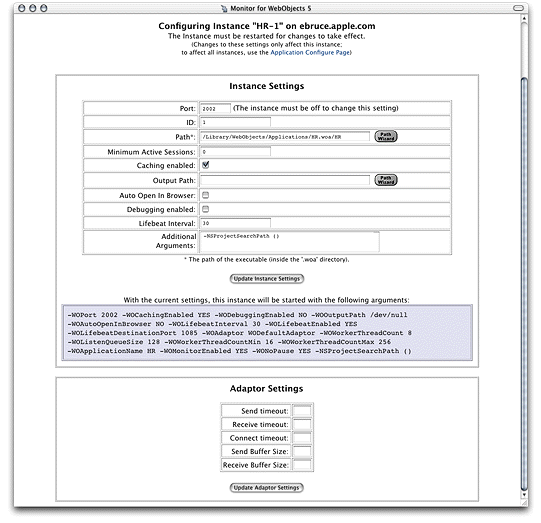 Monitor for WebObjects 5
Configuring Instance "HR-1" on ebruce.apple.com
The Instance must be restarted for changes to take effect.
(Changes to these settings only affect this instance;
to affect all instances, use the Application Configure Page)
Instance Settings
Port: 2002 (The instance must be off to change this setting)
ID: 1
Path*: /Library/WebObjects/Applications/HR.woa/HR Path Wizard
Minimum Active Sessions: 0
Caching enabled:
Output Path: Path Wizard
Auto Open In Browser:
Debugging enabled:
Lifebeat Interval: 30
Additional Arguments: -NSProjectSearchPath ()
* The path of the executable (inside the '.woa' directory).
Update Instance Settings
With the current settings, this instance will be started with the following arguments:
-WOPort 2002 -WOCachingEnabled YES -WODebuggingEnabled NO -WOOutputPath /dev/null
-WOAutoOpenInBrowser NO -WOLifebeatInterval 30 -WOLifebeatEnabled YES
-WOLifebeatDestinationPort 1085 -WOAdaptor WODefaultAdaptor -WOWorkerThreadCount 8
-WOListenQueueSize 128 -WOWorkerThreadCountMin 16 -WOWorkerThreadCountMax 256
-WOApplicationName HR -WOMonitorEnabled YES -WONoPause YES -NSProjectSearchPath ()
Adaptor Settings
Send timeout:
Receive timeout:
Connect timeout:
Send Buffer Size:
Receive Buffer Size:
Update Adaptor Settings